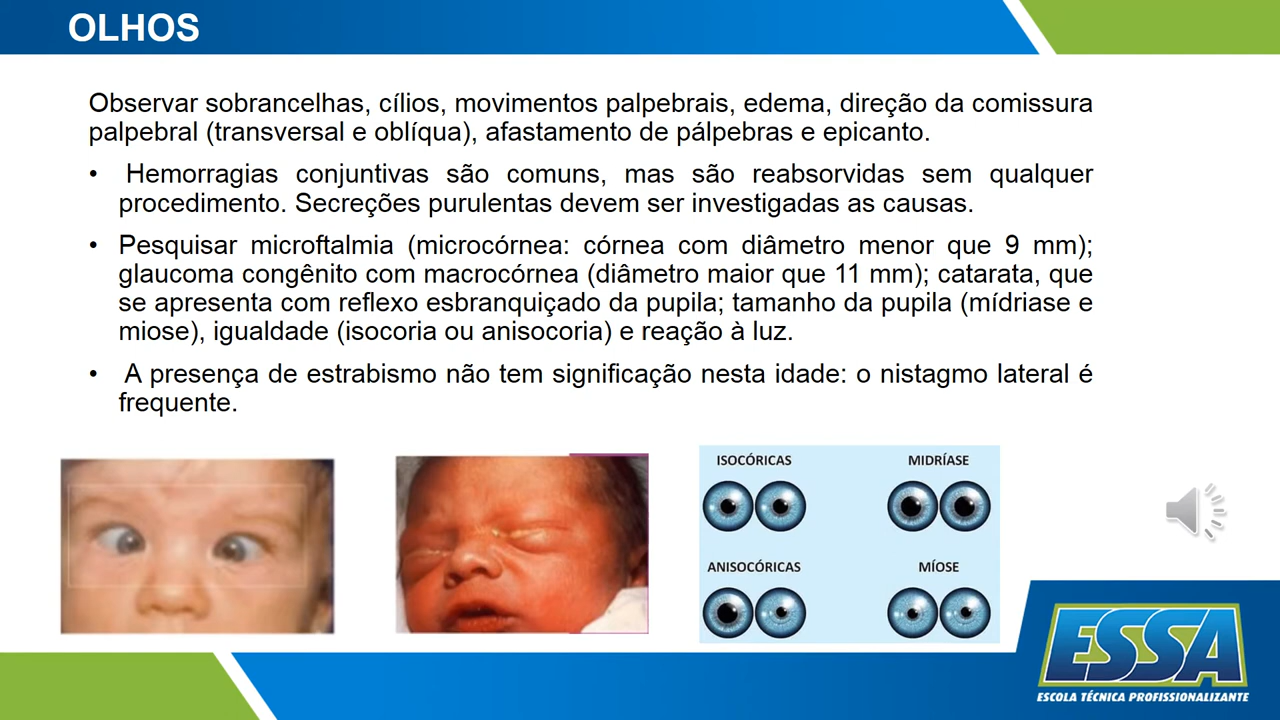 OLHOS
Observar sobrancelhas, cílios, movimentos palpebrais, edema, direção da comissura
palpebral (transversal e oblíqua), afastamento de pálpebras e epicanto.
• Hemorragias conjuntivas são comuns, mas são reabsorvidas sem qualquer
procedimento. Secreções purulentas devem ser investigadas as causas.
• Pesquisar microftalmia (microcórnea: córnea com diâmetro menor que 9 mm);
glaucoma congênito com macrocórnea (diâmetro maior que 11 mm); catarata, que
se apresenta com reflexo esbranquiçado da pupila; tamanho da pupila (mídriase e
miose), igualdade (isocoria ou anisocoria) e reação à luz.
• A presença de estrabismo não tem significação nesta idade: o nistagmo lateral é
frequente.
ISOCÓRICAS
MIDRÍASE
ANISOCÓRICAS
MÍOSE
ESSA
ESCOLA TÉCNICA PROFISSIONALIZANTE